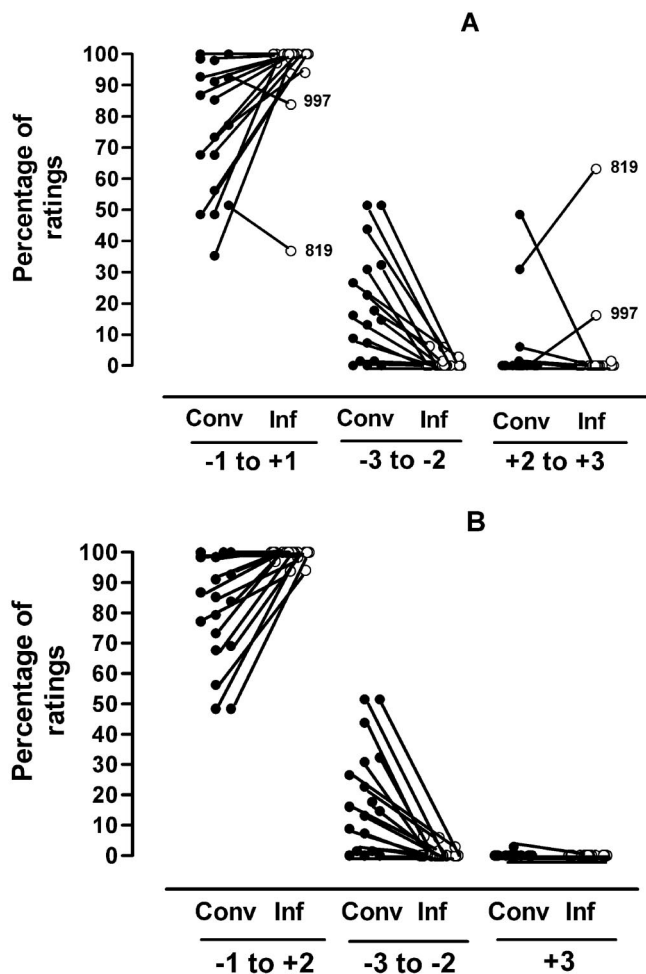 A
Percentage of
ratings
100
90
80
70
60
50
40
30
20
10
0
997
819
819
997
Conv Inf Conv Inf Conv Inf
-1 to +1 -3 to -2 +2 to +3
B
Percentage of
ratings
100
90
80
70
60
50
40
30
20
10
0
Conv Inf Conv Inf Conv Inf
-1 to +2 -3 to -2 +3